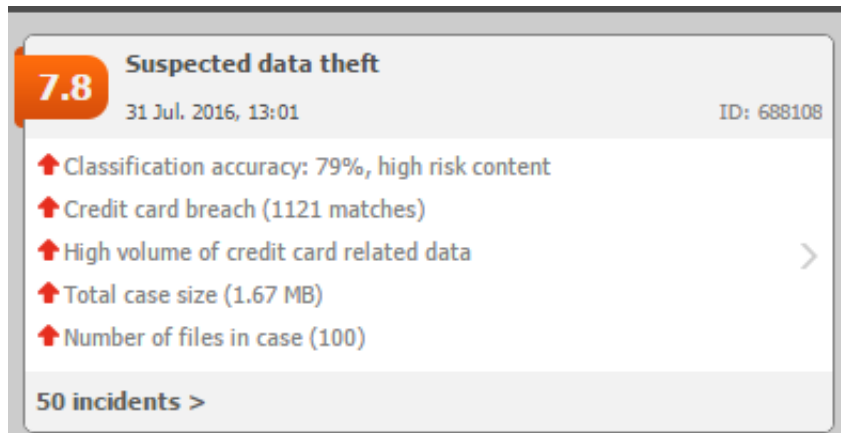 7.8
Suspected data theft
31 Jul. 2016, 13:01 ID: 688108
Classification accuracy: 79%, high risk content
Credit card breach (1121 matches)
High volume of credit card related data
Total case size (1.67 MB)
Number of files in case (100)
50 incidents >